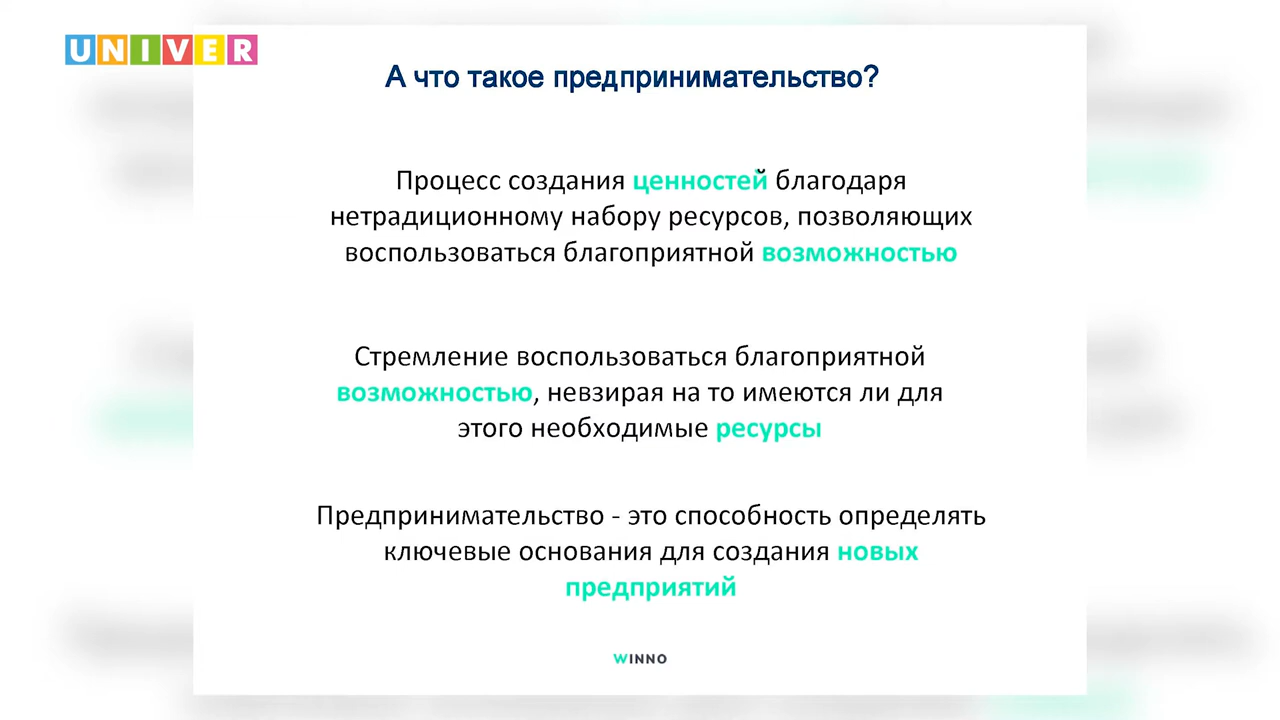 UNIVER
А что такое предпринимательство?
Процесс создания ценностей благодаря
нетрадиционному набору ресурсов, позволяющих
воспользоваться благоприятной возможностью
Стремление воспользоваться благоприятной
возможностью, невзирая на то имеются ли для
этого необходимые ресурсы
Предпринимательство - это способность определять
ключевые основания для создания новых
предприятий
WINNO